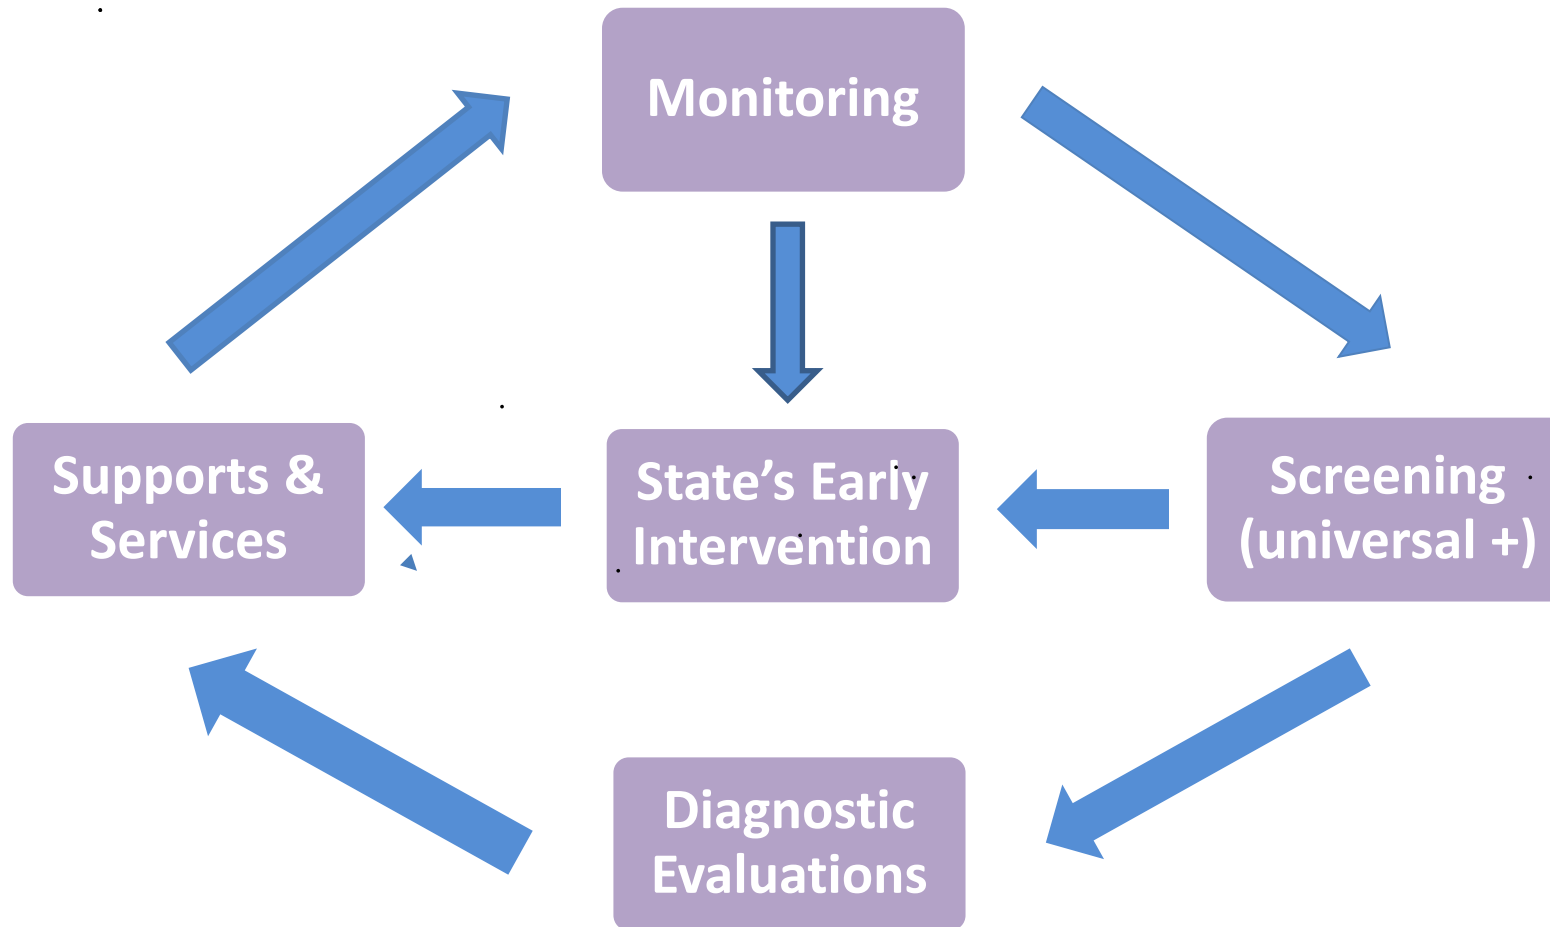 Monitoring
Supports &
Services
State’s Early
Intervention
Screening
(universal +)
Diagnostic
Evaluations